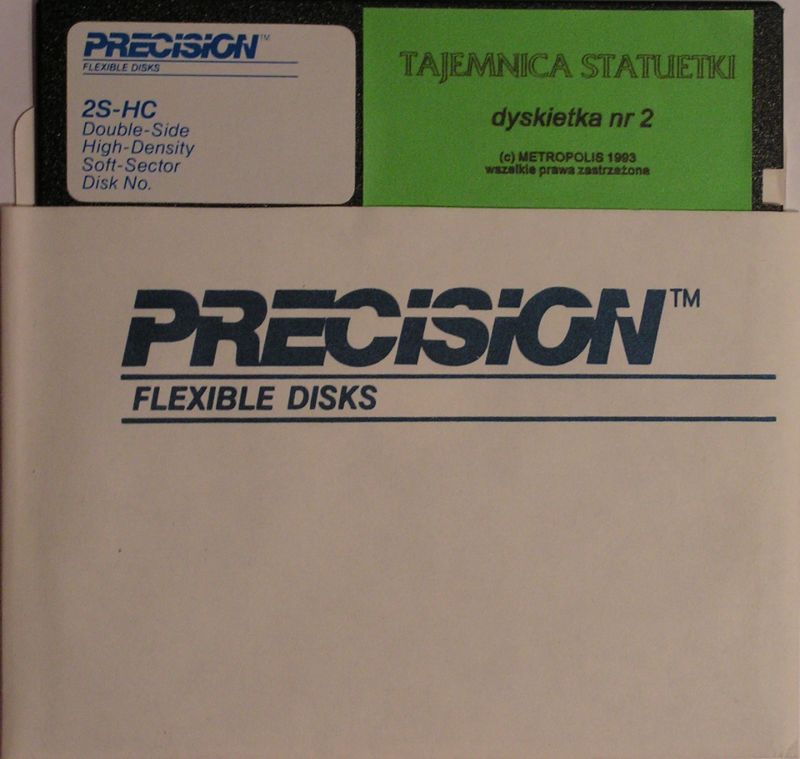 PRECISION™
FLEXIBLE DISKS
2S-HC
Double-Side
High-Density
Soft-Sector
Disk No.
TAJEMNICA STATUETKI
dyskietka nr 2
(c) METROPOLIS 1993
wszelkie prawa zastrzeżone
PRECISION™
FLEXIBLE DISKS